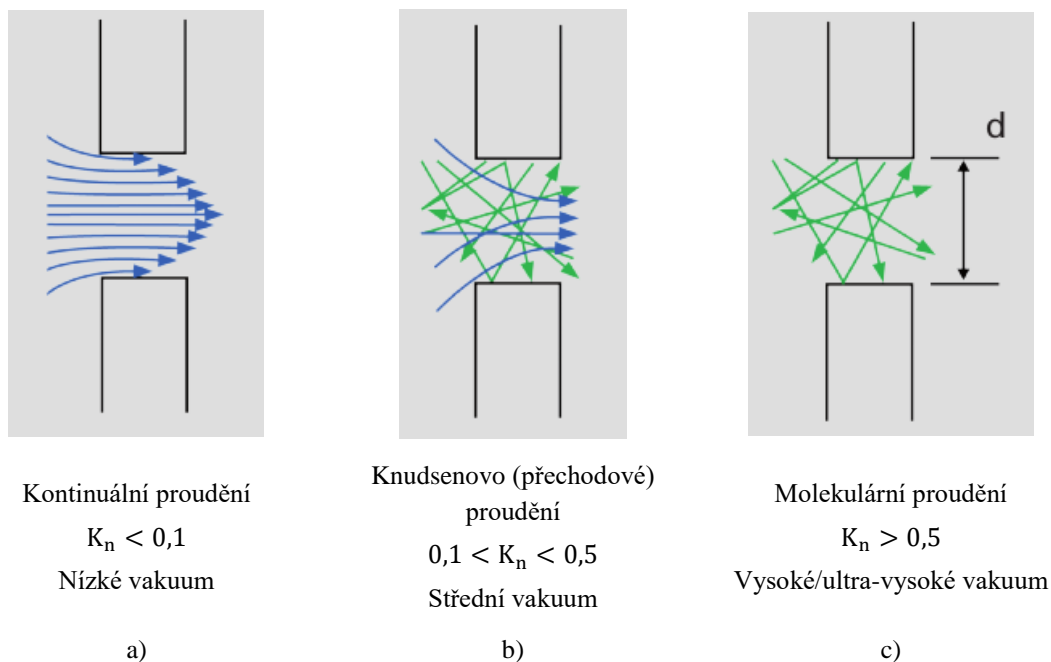 d
Kontinuální proudění
Kₙ < 0,1
Nízké vakuum
a)
Knudsenovo (přechodové)
proudění
0,1 < Kₙ < 0,5
Střední vakuum
b)
Molekulární proudění
Kₙ > 0,5
Vysoké/ultra-vysoké vakuum
c)